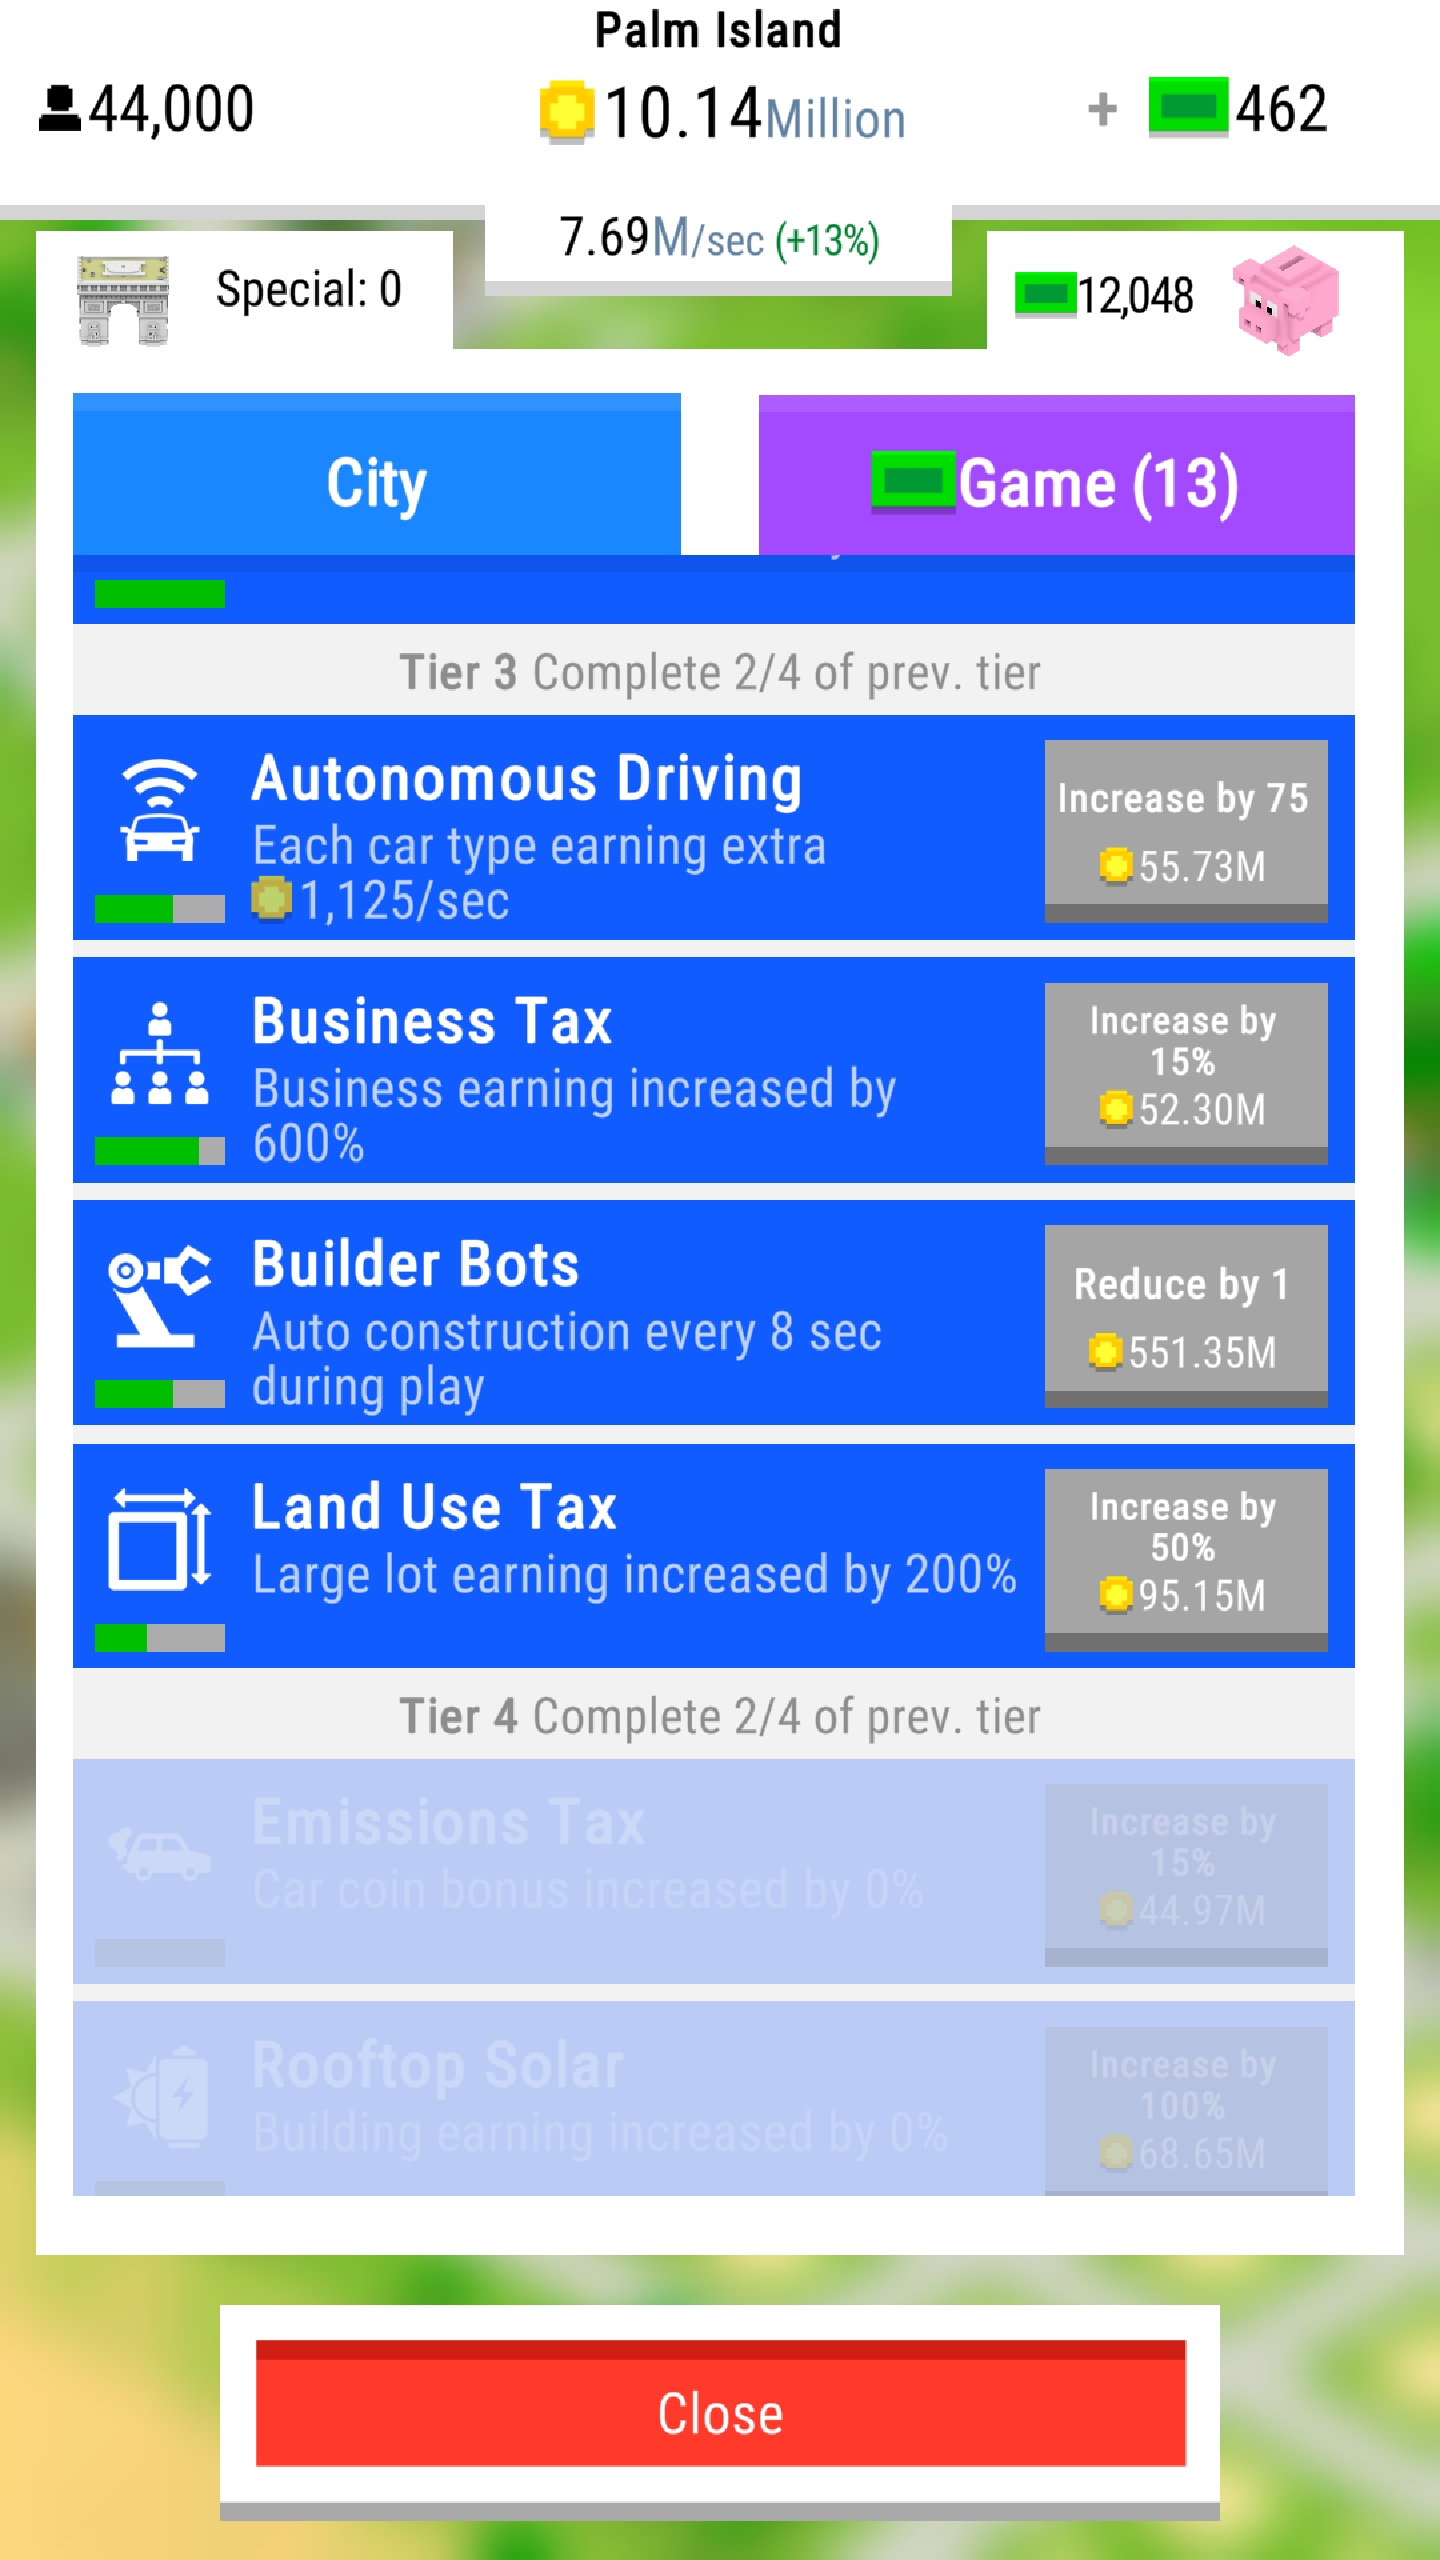 Palm Island
44,000
10.14Million
+ 462
7.69M/sec (+13%)
Special: 0
12,048
City
Game (13)
Tier 3 Complete 2/4 of prev. tier
Autonomous Driving
Each car type earning extra
1,125/sec
Increase by 75
55.73M
Business Tax
Business earning increased by
600%
Increase by
15%
52.30M
Builder Bots
Auto construction every 8 sec
during play
Reduce by 1
551.35M
Land Use Tax
Large lot earning increased by 200%
Increase by
50%
95.15M
Tier 4 Complete 2/4 of prev. tier
Emissions Tax
Car coin bonus increased by 0%
Increase by
15%
44.97M
Rooftop Solar
Building earning increased by 0%
Increase by
100%
68.65M
Close